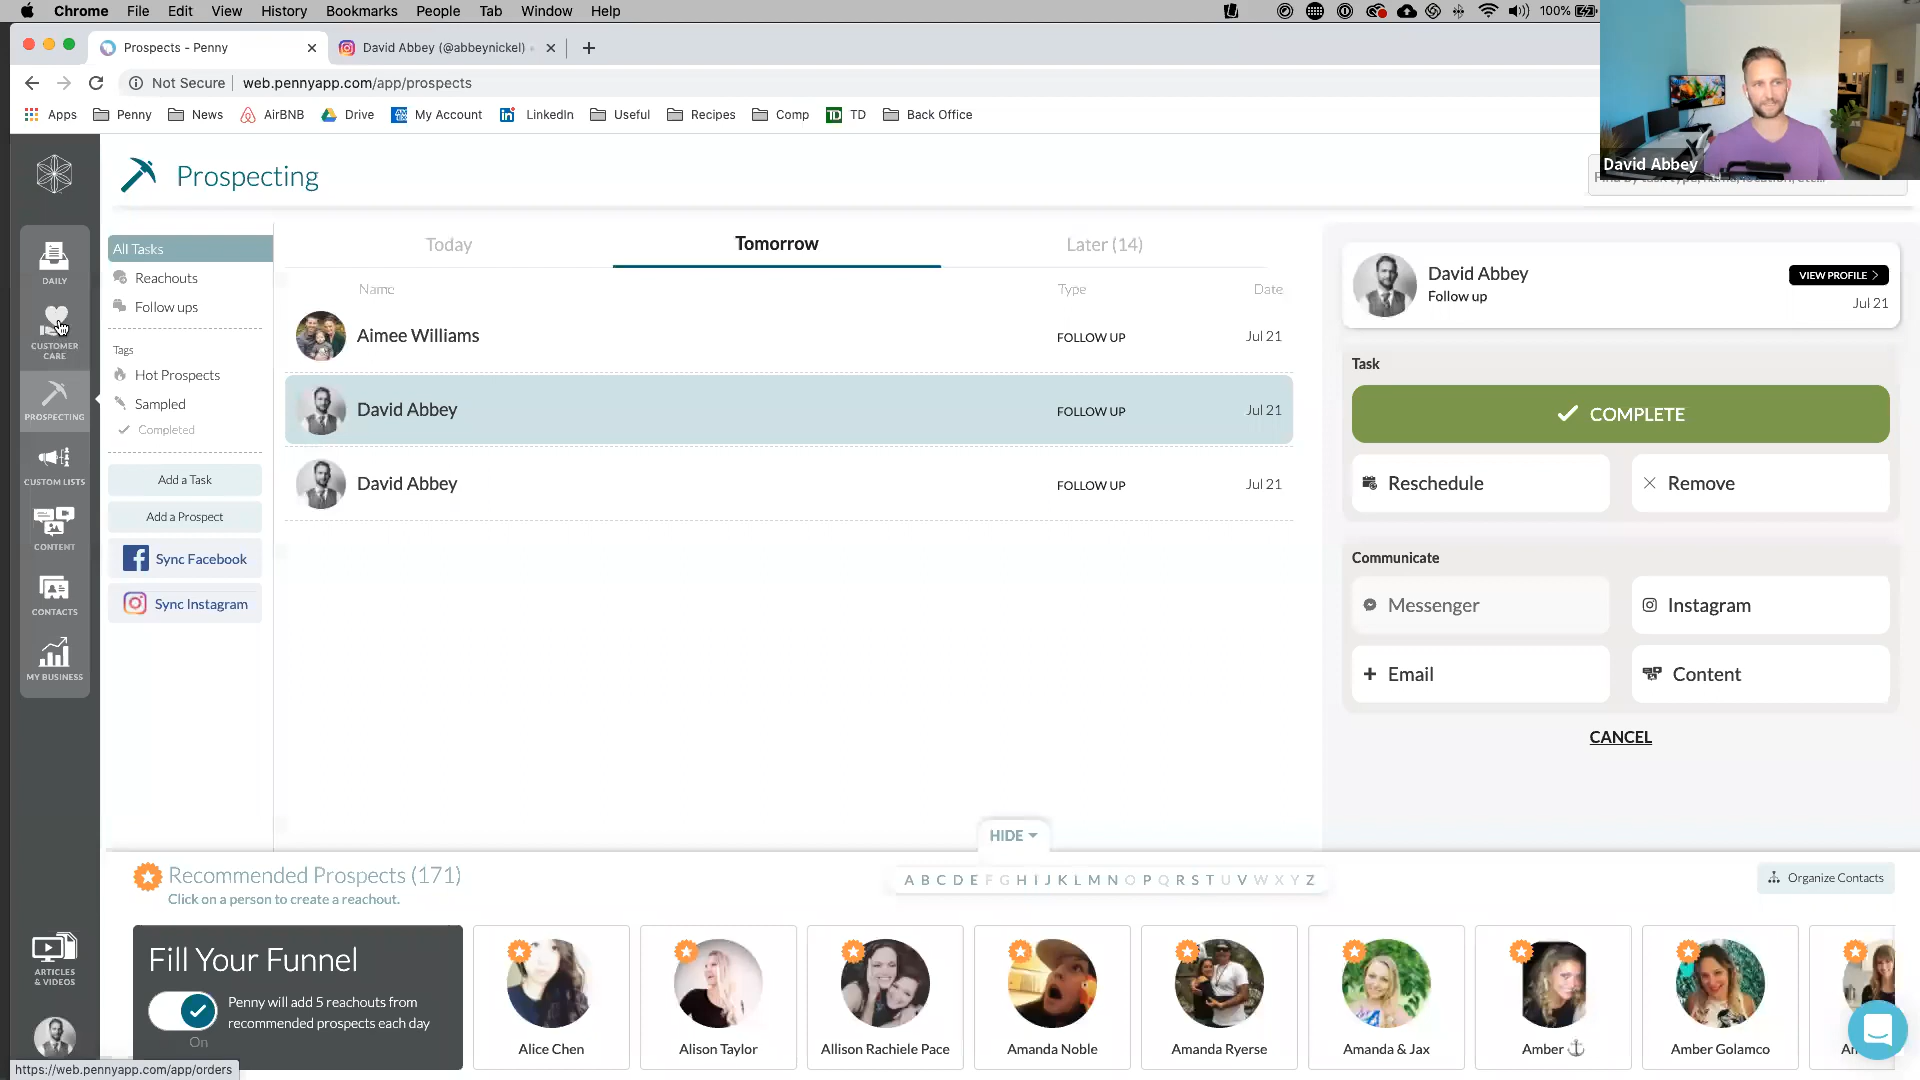 Chrome File Edit View History Bookmarks People Tab Window Help
100%
Prospects - Penny
David Abbey (@abbeynickel)
Not Secure
web.pennyapp.com/app/prospects
Apps Penny News AirBNB Drive My Account LinkedIn Useful Recipes Comp TD Back Office
David Abbey
Prospecting
DAILY
CUSTOMER
CARE
PROSPECTING
CUSTOM LISTS
CONTENT
CONTACTS
MY BUSINESS
ARTICLES
& VIDEOS
All Tasks
Reachouts
Follow ups
Tags
Hot Prospects
Sampled
Completed
Add a Task
Add a Prospect
Sync Facebook
Sync Instagram
Today Tomorrow Later (14)
Name Type Date
Aimee Williams FOLLOW UP Jul 21
David Abbey FOLLOW UP Jul 21
David Abbey FOLLOW UP Jul 21
David Abbey
Follow up
VIEW PROFILE >
Jul 21
Task
COMPLETE
Reschedule
Remove
Communicate
Messenger
Instagram
Email
Content
CANCEL
HIDE
Recommended Prospects (171)
Click on a person to create a reachout.
A B C D E F G H I J K L M N O P Q R S T U V W X Y Z
Organize Contacts
Fill Your Funnel
Penny will add 5 reachouts from
recommended prospects each day
On
Alice Chen
Alison Taylor
Allison Rachiele Pace
Amanda Noble
Amanda Ryerse
Amanda & Jax
Amber ⚓
Amber Golamco
https://web.pennyapp.com/app/orders